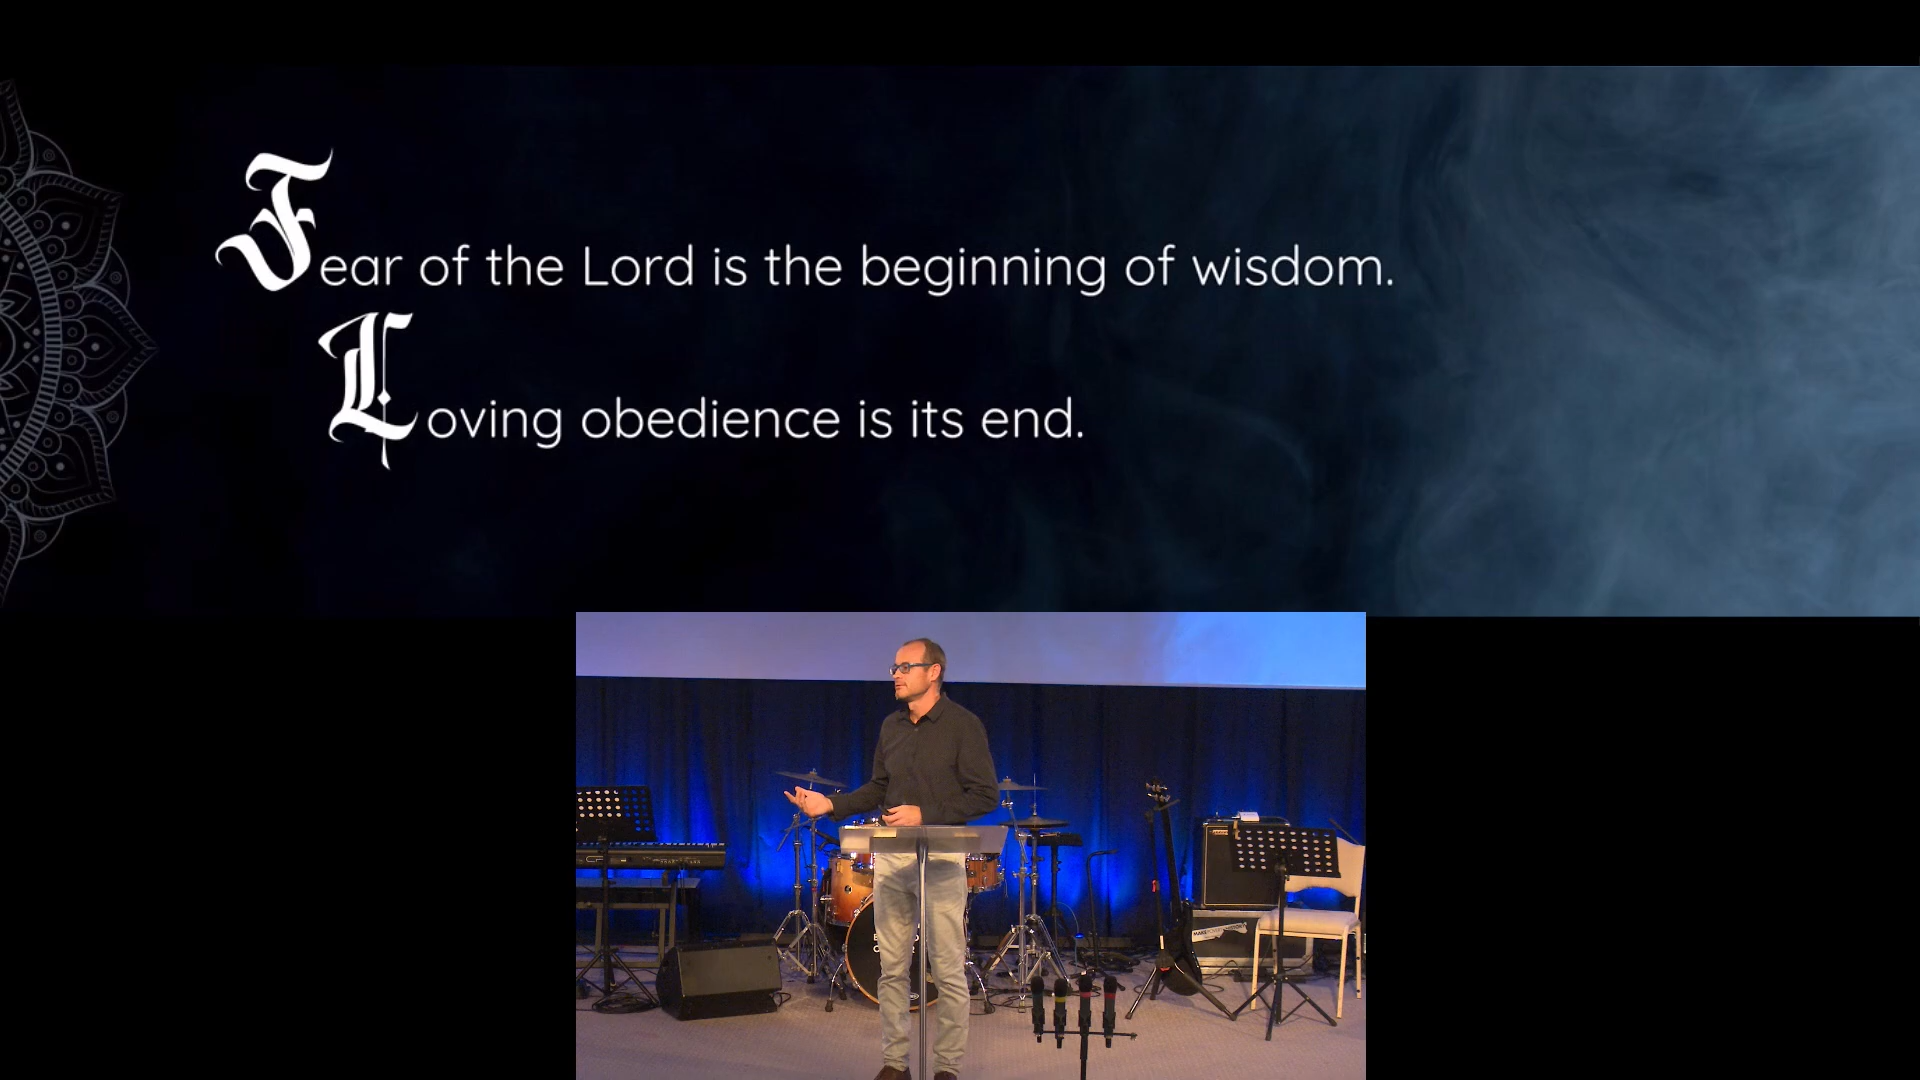 Fear of the Lord is the beginning of wisdom.
Loving obedience is its end.